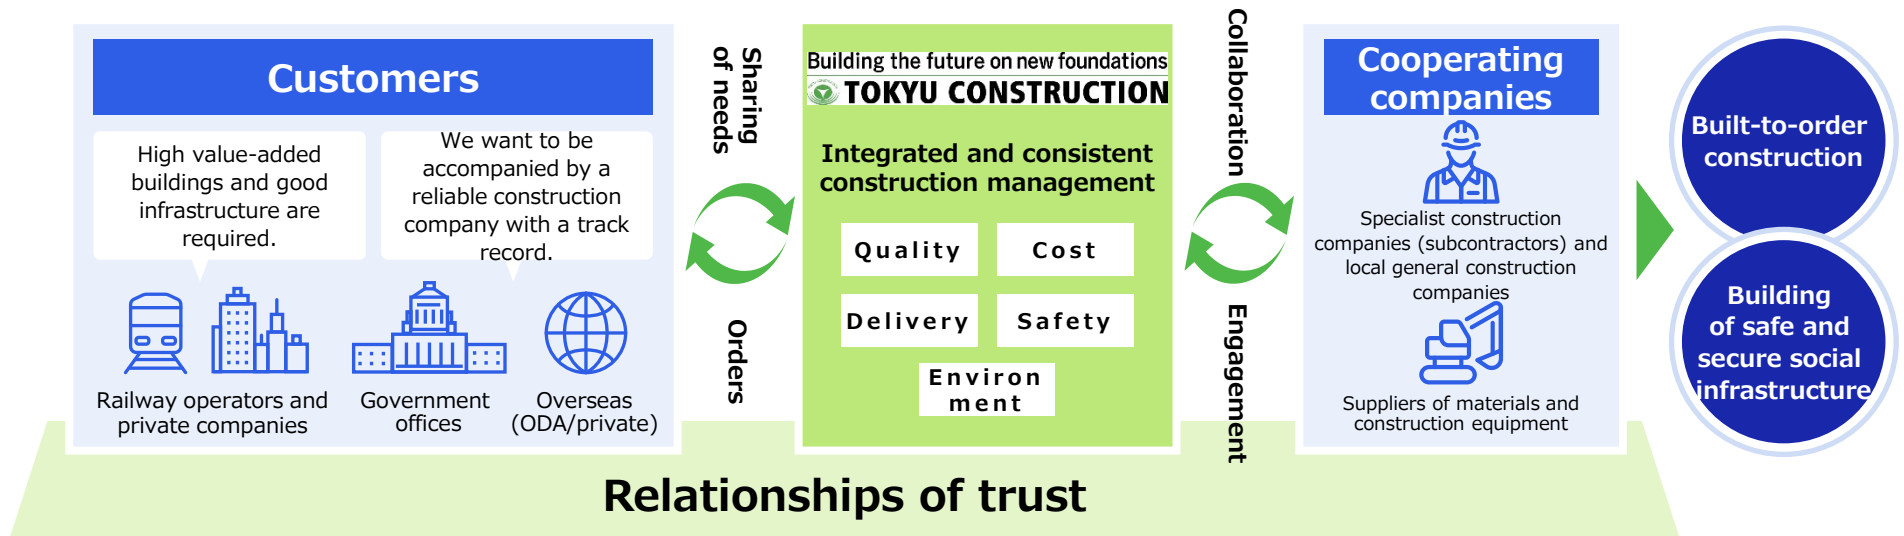 Customers
High value-added
buildings and good
infrastructure are
required.
We want to be
accompanied by a
reliable construction
company with a track
record.
Railway operators and
private companies
Government
offices
Overseas
(ODA/private)
Sharing
of needs
Orders
Building the future on new foundations
TOKYU CONSTRUCTION
Integrated and consistent
construction management
Quality
Cost
Delivery
Safety
Environ
ment
Collaboration
Engagement
Cooperating
companies
Specialist construction
companies (subcontractors) and
local general construction
companies
Suppliers of materials and
construction equipment
Built-to-order
construction
Building
of safe and
secure social
infrastructure
Relationships of trust